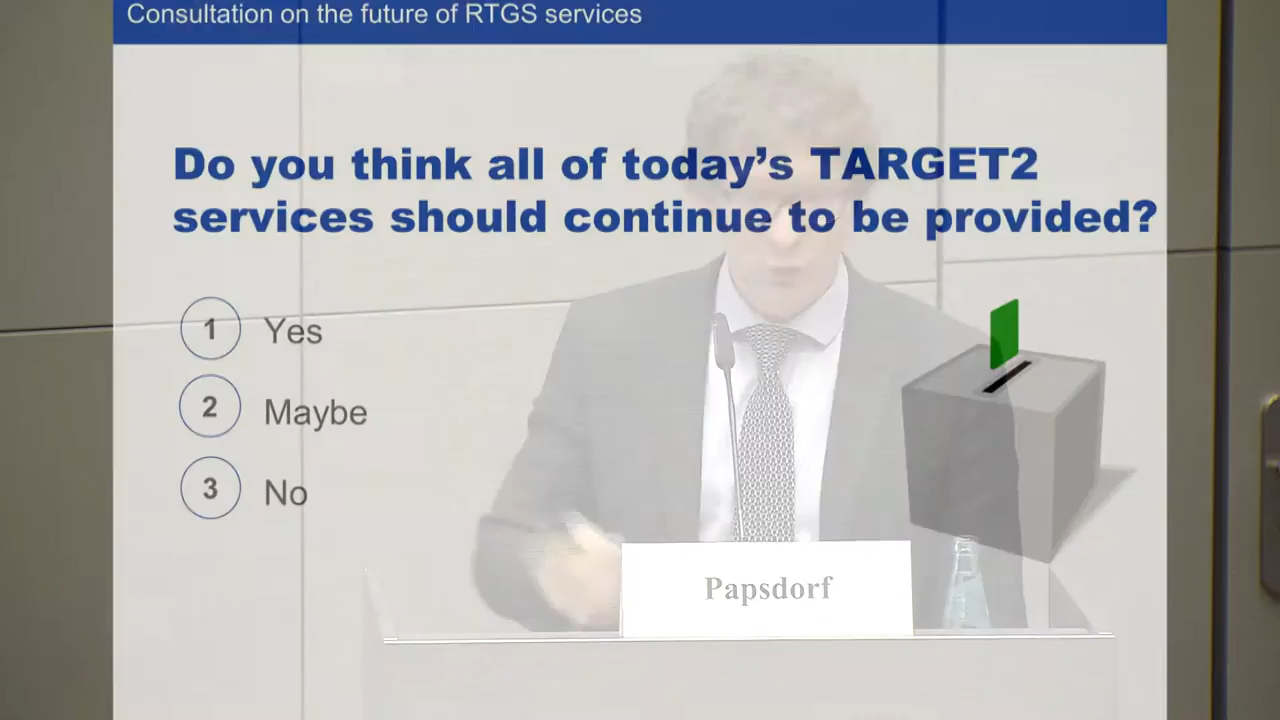 Consultation on the future of RTGS services
Do you think all of today’s TARGET2
services should continue to be provided?
1 Yes
2 Maybe
3 No
Papsdorf